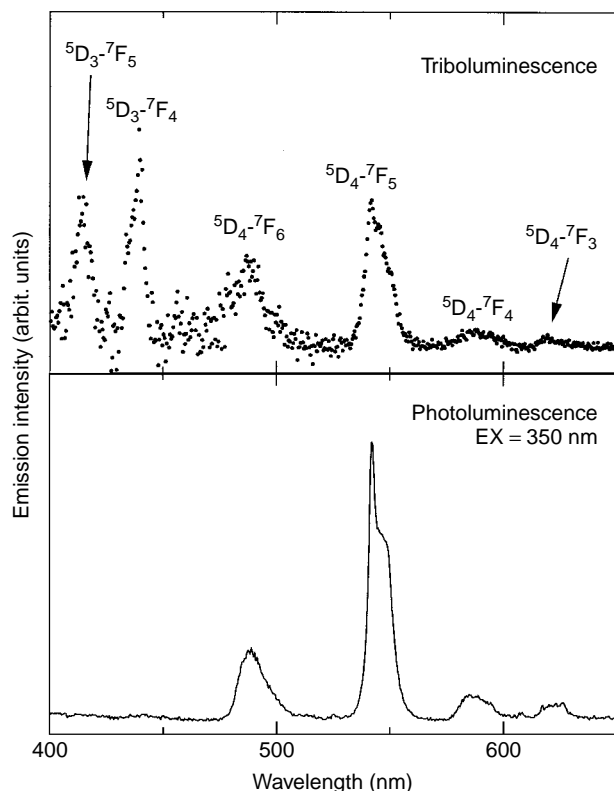 ⁵D₃-⁷F₅
Triboluminescence
⁵D₃-⁷F₄
⁵D₄-⁷F₅
⁵D₄-⁷F₆
⁵D₄-⁷F₃
⁵D₄-⁷F₄
Emission intensity (arbit. units)
Photoluminescence
EX = 350 nm
400
500
600
Wavelength (nm)